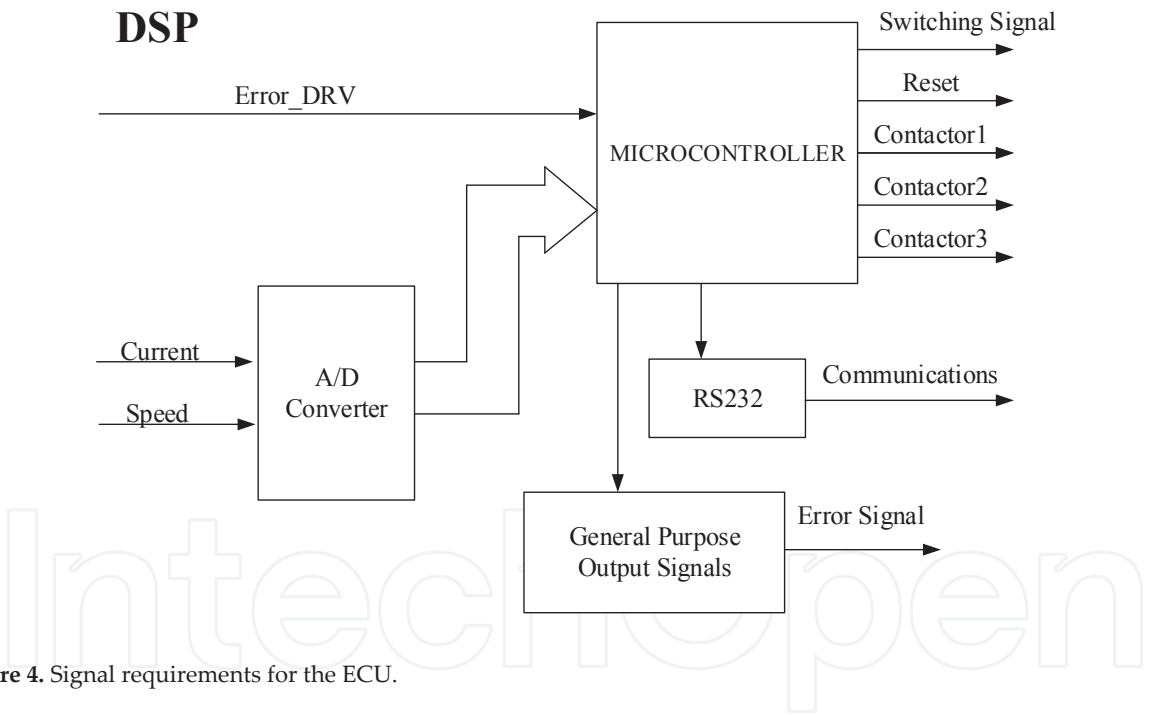 DSP
Switching Signal
Error_DRV
Reset
Contactor1
MICROCONTROLLER
Contactor2
Contactor3
Current
A/D
Converter
Speed
RS232
Communications
General Purpose
Output Signals
Error Signal
IntechOpen
re 4. Signal requirements for the ECU.